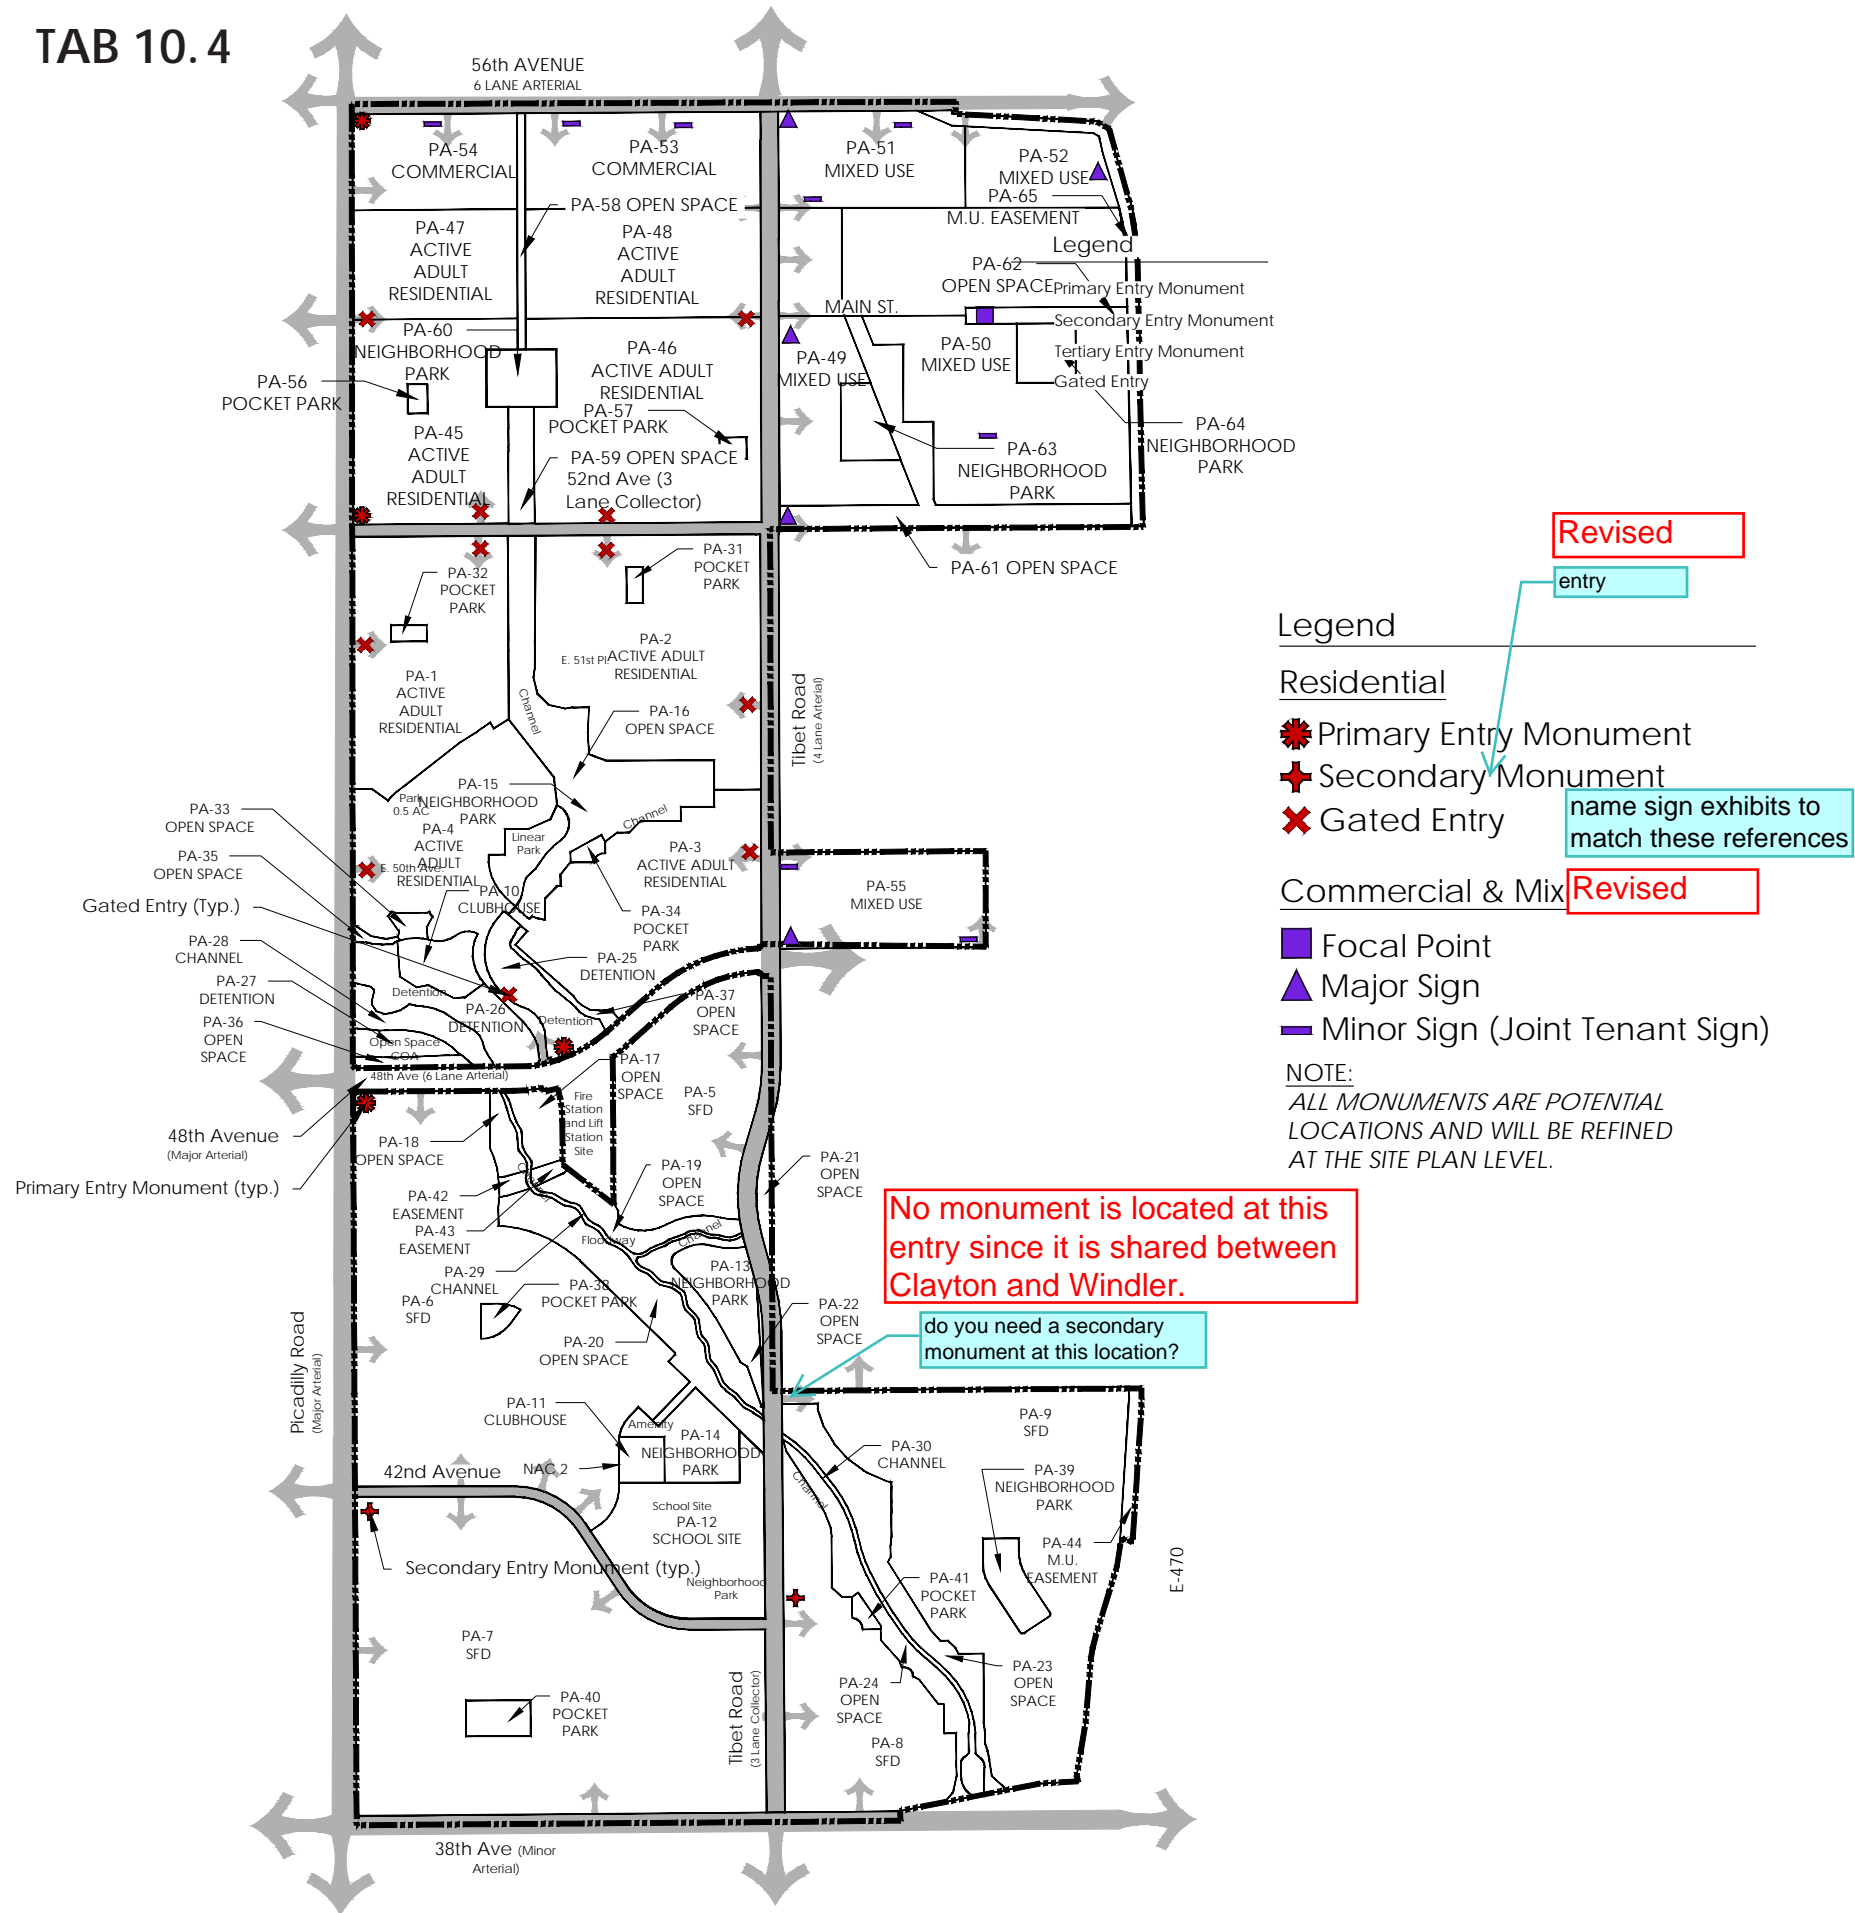 TAB 10.4
56th AVENUE
6 LANE ARTERIAL
PA-54
COMMERCIAL
PA-53
COMMERCIAL
PA-51
MIXED USE
PA-52
MIXED USE
PA-65
M.U. EASEMENT
PA-58 OPEN SPACE
PA-47
ACTIVE
ADULT
RESIDENTIAL
PA-48
ACTIVE
ADULT
RESIDENTIAL
Legend
PA-62
OPEN SPACE
Primary Entry Monument
MAIN ST.
Secondary Entry Monument
PA-60
NEIGHBORHOOD
PARK
PA-46
ACTIVE ADULT
RESIDENTIAL
PA-49
MIXED USE
PA-50
MIXED USE
Tertiary Entry Monument
Gated Entry
PA-56
POCKET PARK
PA-57
POCKET PARK
PA-64
NEIGHBORHOOD
PARK
PA-45
ACTIVE
ADULT
RESIDENTIAL
PA-59 OPEN SPACE
52nd Ave (3
Lane Collector)
PA-63
NEIGHBORHOOD
PARK
PA-61 OPEN SPACE
PA-31
POCKET
PARK
PA-32
POCKET
PARK
PA-2
ACTIVE ADULT
RESIDENTIAL
E. 51st Pl.
PA-1
ACTIVE
ADULT
RESIDENTIAL
Channel
PA-16
OPEN SPACE
Tibet Road
(4 Lane Arterial)
PA-15
NEIGHBORHOOD
PARK
Park
0.5 AC
PA-33
OPEN SPACE
PA-4
ACTIVE
ADULT
RESIDENTIAL
E. 50th Ave.
Linear
Park
Channel
PA-3
ACTIVE ADULT
RESIDENTIAL
PA-35
OPEN SPACE
PA-10
CLUBHOUSE
PA-55
MIXED USE
Gated Entry (Typ.)
PA-34
POCKET
PARK
PA-28
CHANNEL
PA-25
DETENTION
PA-27
DETENTION
Detention
PA-26
DETENTION
Detention
PA-37
OPEN
SPACE
PA-36
OPEN
SPACE
Open Space
COA
48th Ave (6 Lane Arterial)
PA-17
OPEN
SPACE
PA-5
SFD
Fire
Station
and Lift
Station
Site
48th Avenue
(Major Arterial)
PA-18
OPEN SPACE
Primary Entry Monument (typ.)
PA-19
OPEN
SPACE
PA-21
OPEN
SPACE
PA-42
EASEMENT
PA-43
EASEMENT
Floodway
Channel
PA-29
CHANNEL
PA-38
POCKET PARK
PA-13
NEIGHBORHOOD
PARK
PA-6
SFD
PA-22
OPEN
SPACE
PA-20
OPEN SPACE
Picadilly Road
(Major Arterial)
PA-11
CLUBHOUSE
Amenity
PA-14
NEIGHBORHOOD
PARK
PA-9
SFD
PA-30
CHANNEL
42nd Avenue
NAC 2
PA-39
NEIGHBORHOOD
PARK
Channel
School Site
PA-12
SCHOOL SITE
PA-44
M.U.
EASEMENT
E-470
Secondary Entry Monument (typ.)
Neighborhood
Park
PA-41
POCKET
PARK
PA-7
SFD
PA-23
OPEN
SPACE
PA-24
OPEN
SPACE
PA-40
POCKET
PARK
Tibet Road
(3 Lane Collector)
PA-8
SFD
38th Ave (Minor
Arterial)
Revised
entry
Legend
Residential
Primary Entry Monument
Secondary Monument
Gated Entry
name sign exhibits to
match these references
Commercial & Mix
Revised
Focal Point
Major Sign
Minor Sign (Joint Tenant Sign)
NOTE:
ALL MONUMENTS ARE POTENTIAL
LOCATIONS AND WILL BE REFINED
AT THE SITE PLAN LEVEL.
No monument is located at this
entry since it is shared between
Clayton and Windler.
do you need a secondary
monument at this location?